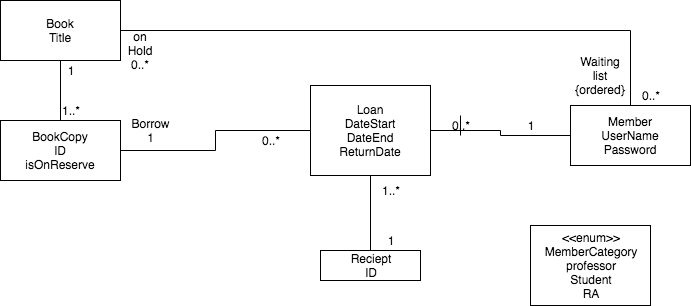 Book
Title
on
Hold
0..*
1
1..*
Waiting
list
{ordered}
0..*
BookCopy
ID
isOnReserve
Borrow
1
0..*
Loan
DateStart
DateEnd
ReturnDate
0..*
1
Member
UserName
Password
1..*
1
Reciept
ID
<<enum>>
MemberCategory
professor
Student
RA